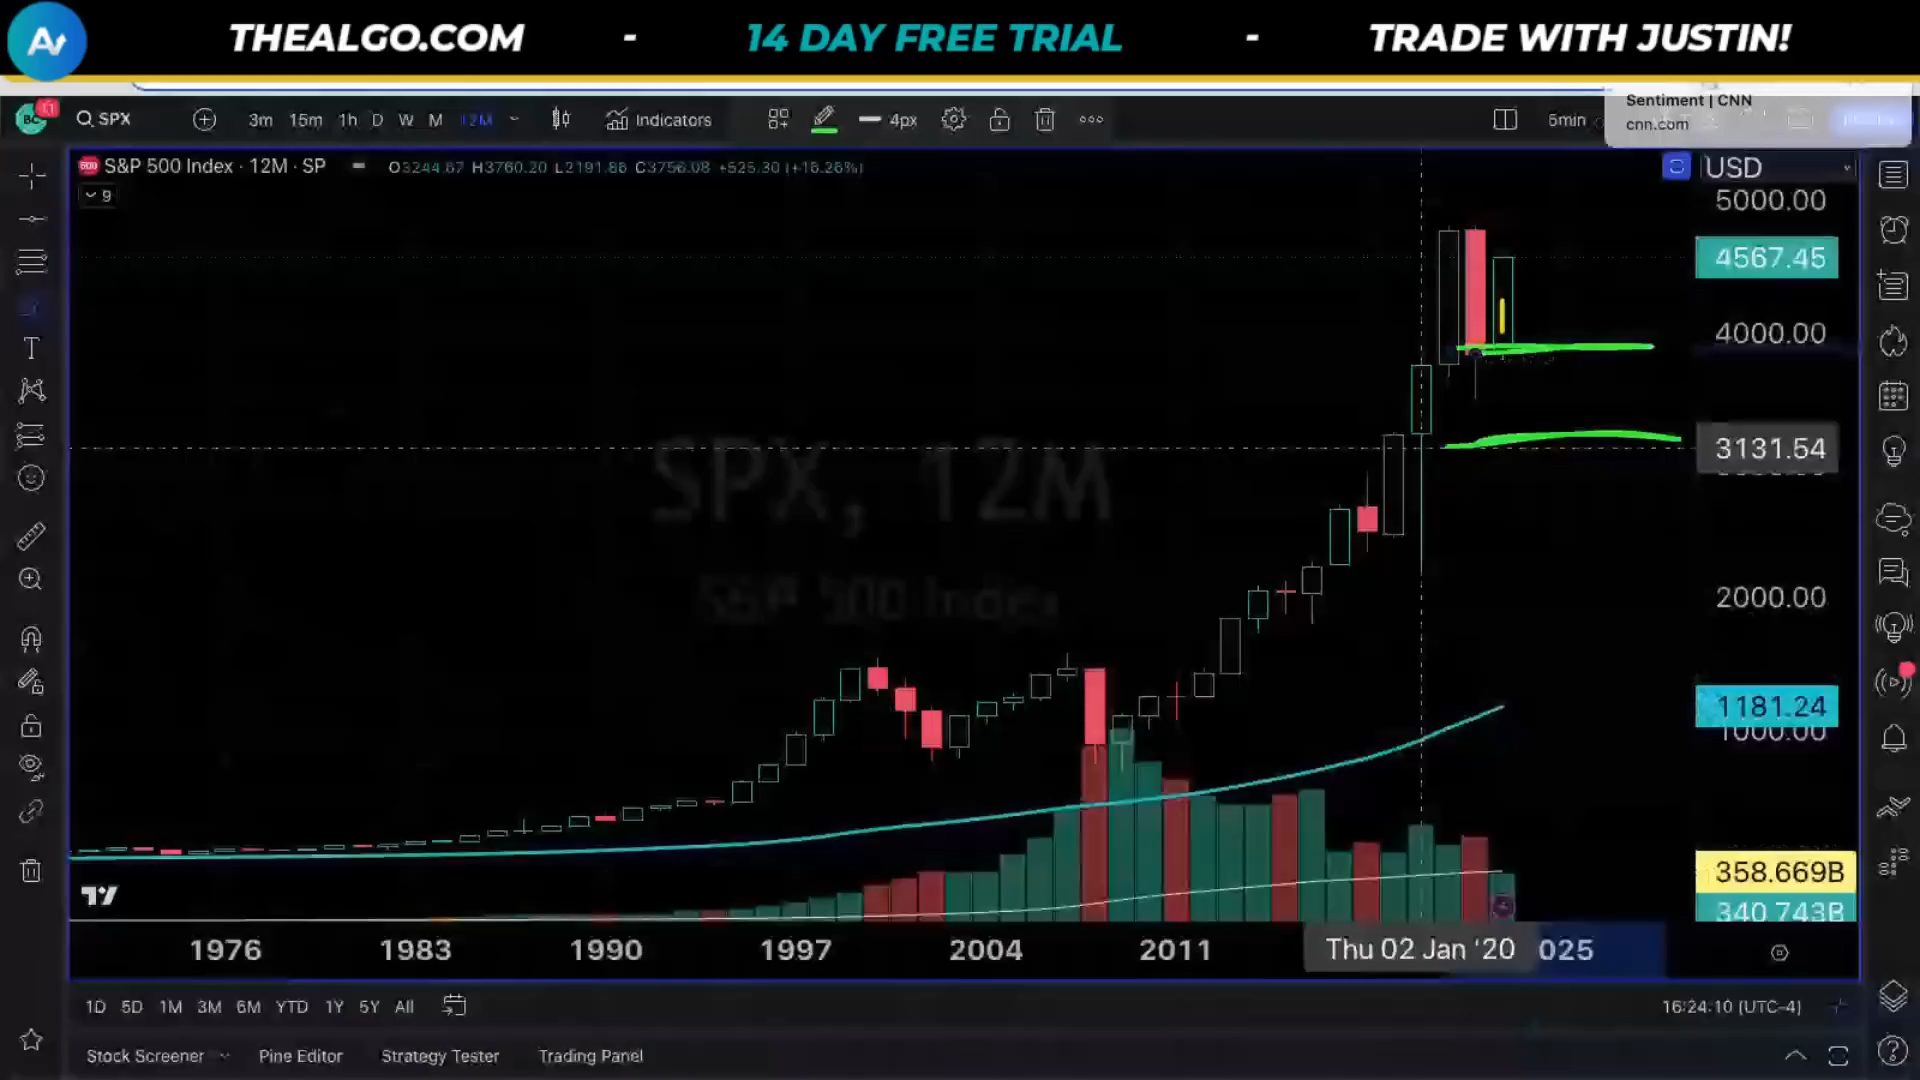 THEALGO.COM - 14 DAY FREE TRIAL - TRADE WITH JUSTIN!
Sentiment | CNN
cnn.com
11
SPX 3m 15m 1h D W M 12M Indicators 4px 5min
S&P 500 Index · 12M · SP O3244.67 H3760.20 L2191.86 C3756.08 +525.30 (+16.26%)
USD
9
5000.00
4567.45
4000.00
3131.54
SPX, 12M
S&P 500 Index
2000.00
1181.24
1000.00
358.669B
340.743B
1976 1983 1990 1997 2004 2011 Thu 02 Jan '20 025
1D 5D 1M 3M 6M YTD 1Y 5Y All 16:24:10 (UTC-4)
Stock Screener Pine Editor Strategy Tester Trading Panel